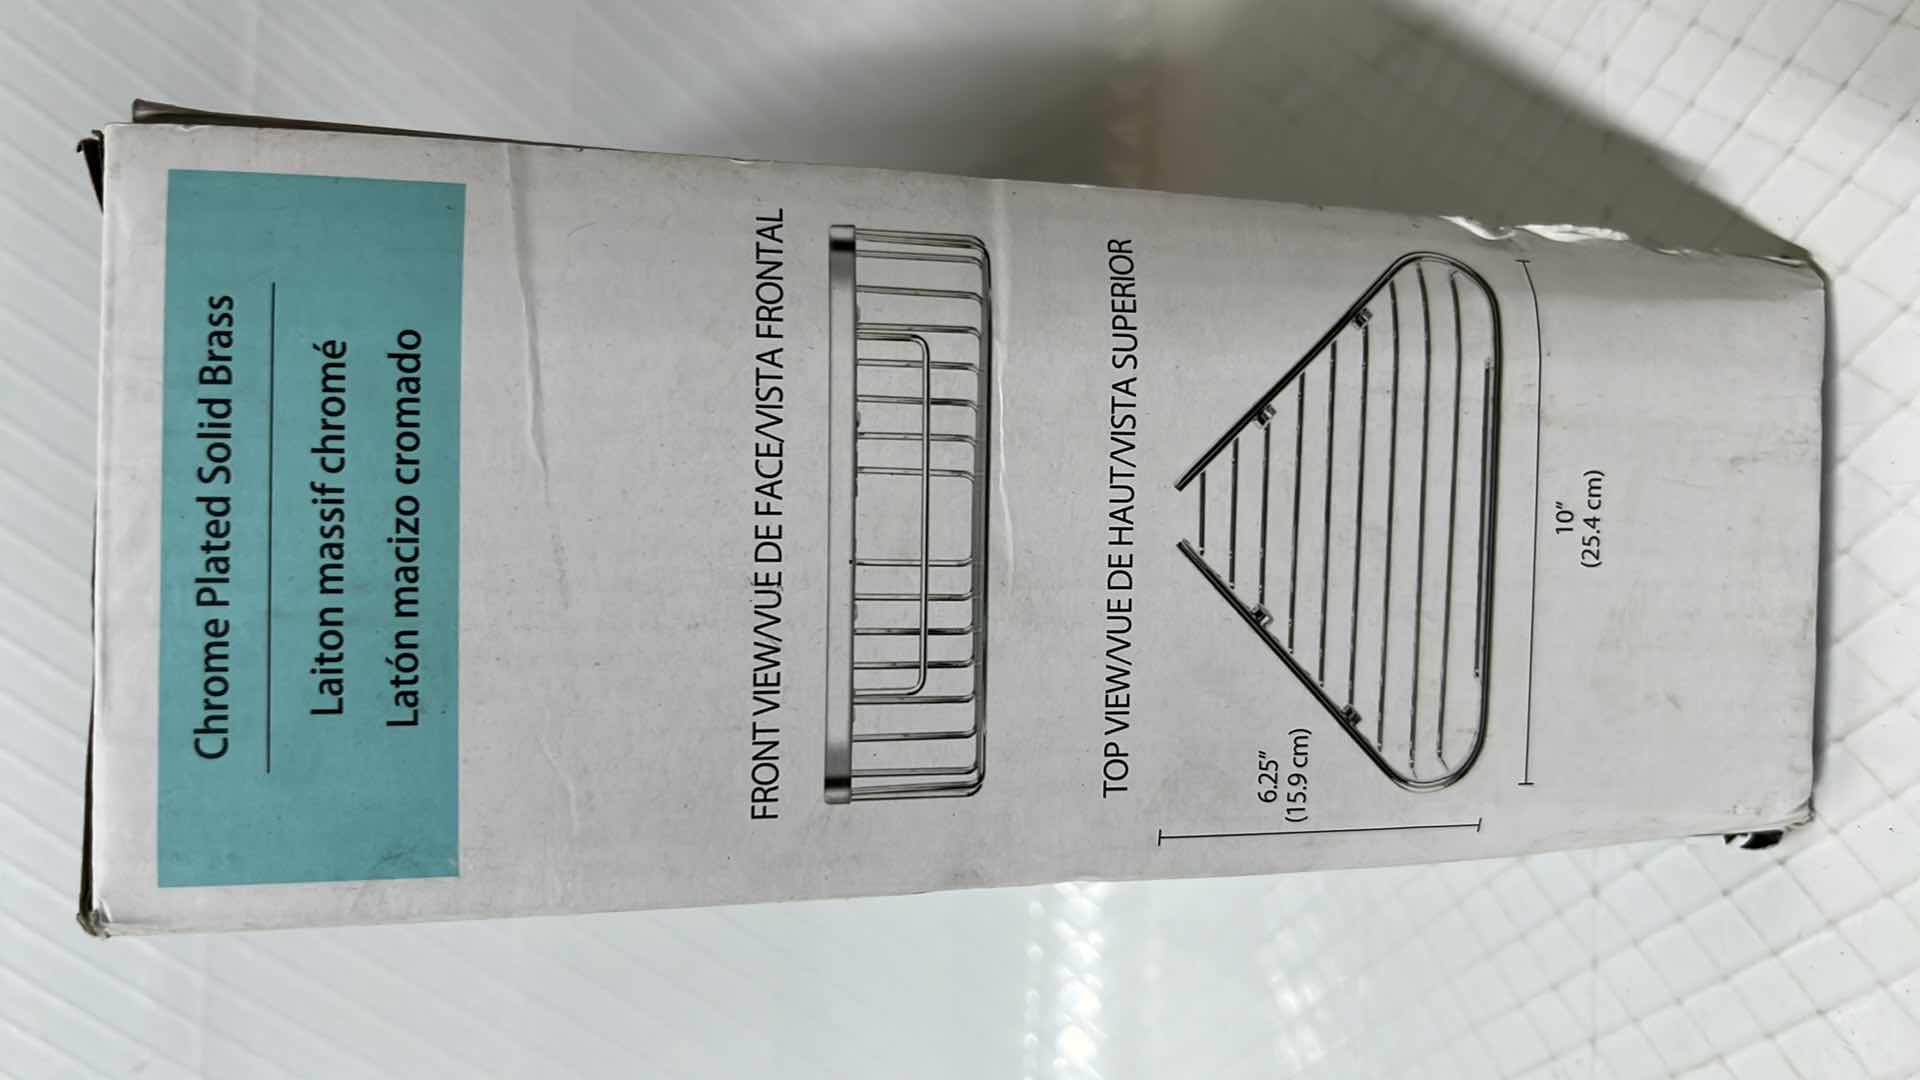 Chrome Plated Solid Brass
Laiton massif chromé
Latón macizo cromado
FRONT VIEW/VUE DE FACE/VISTA FRONTAL
TOP VIEW/VUE DE HAUT/VISTA SUPERIOR
6.25"
(15.9 cm)
10"
(25.4 cm)